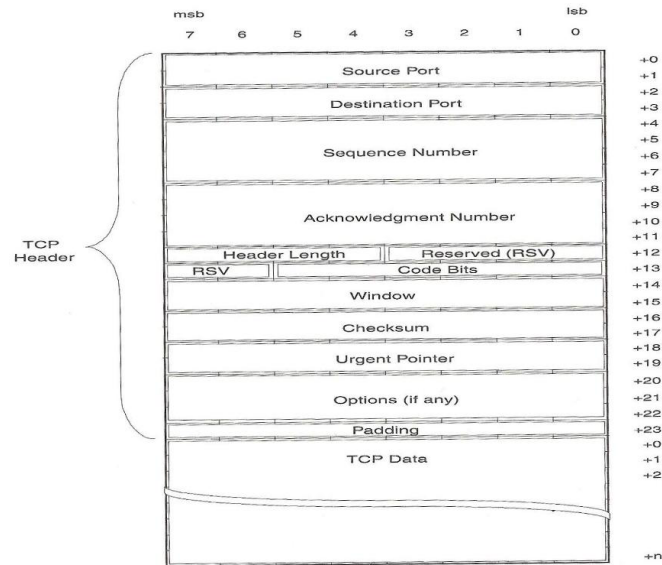 msb lsb
7 6 5 4 3 2 1 0
Source Port
+0
+1
Destination Port
+2
+3
Sequence Number
+4
+5
+6
+7
Acknowledgment Number
+8
+9
+10
+11
TCP
Header
Header Length Reserved (RSV) +12
RSV Code Bits +13
Window
+14
+15
Checksum
+16
+17
Urgent Pointer
+18
+19
Options (if any)
+20
+21
+22
Padding +23
TCP Data
+0
+1
+2
+n